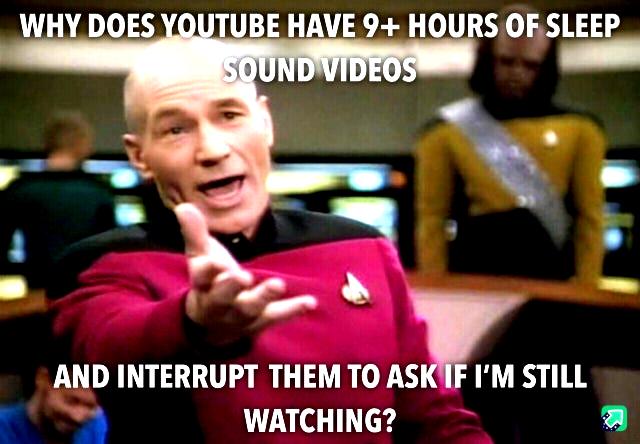 WHY DOES YOUTUBE HAVE 9+ HOURS OF SLEEP
SOUND VIDEOS
AND INTERRUPT THEM TO ASK IF I'M STILL
WATCHING?